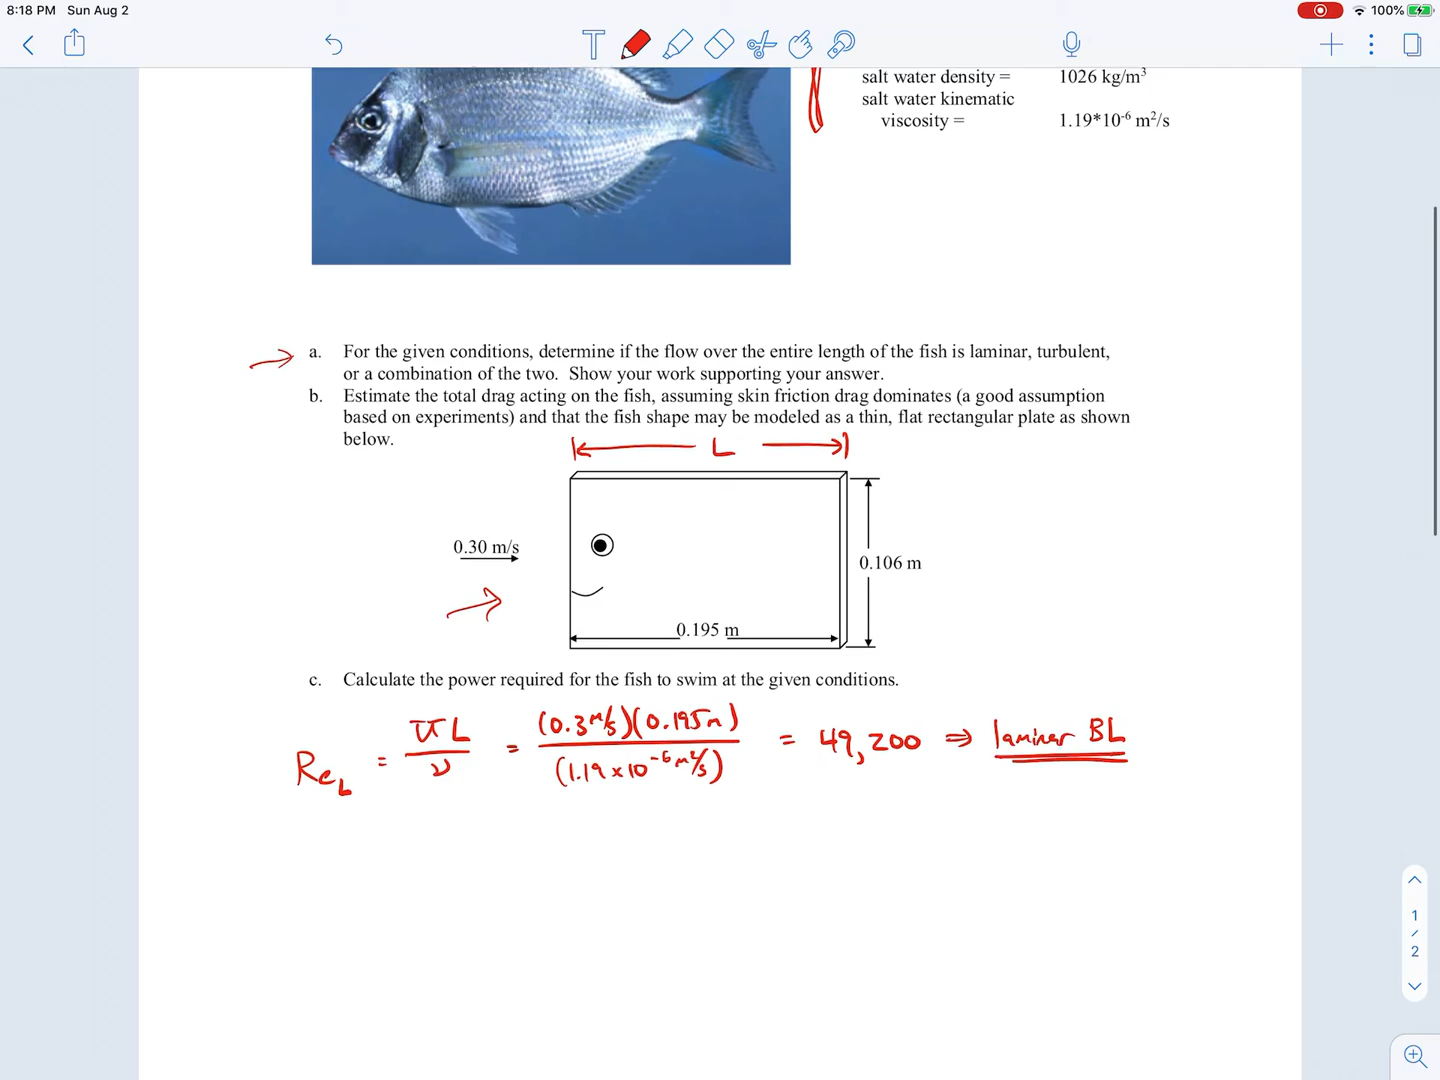 8:18 PM Sun Aug 2
100%
T
salt water density = 1026 kg/m³
salt water kinematic
viscosity = 1.19*10⁻⁶ m²/s
a. For the given conditions, determine if the flow over the entire length of the fish is laminar, turbulent,
or a combination of the two. Show your work supporting your answer.
b. Estimate the total drag acting on the fish, assuming skin friction drag dominates (a good assumption
based on experiments) and that the fish shape may be modeled as a thin, flat rectangular plate as shown
below.
L
0.30 m/s
0.106 m
0.195 m
c. Calculate the power required for the fish to swim at the given conditions.
Re_L = UL/ν = (0.3 m/s)(0.195 m)/(1.19 x 10⁻⁶ m²/s) = 49,200 ⇒ laminar BL
1
/
2